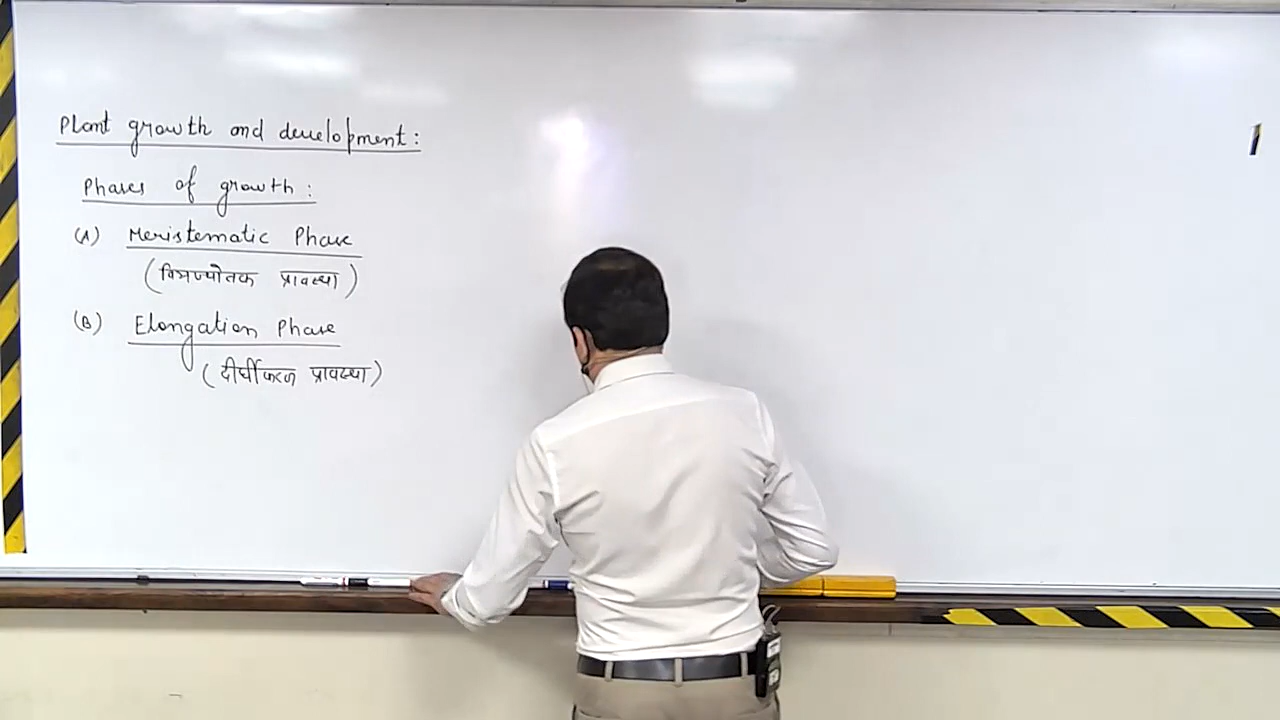 Plant growth and development:
Phases of growth:
(A) Meristematic Phase
(विभज्योतक प्रावस्था)
(B) Elongation Phase
(दीर्घीकरण प्रावस्था)